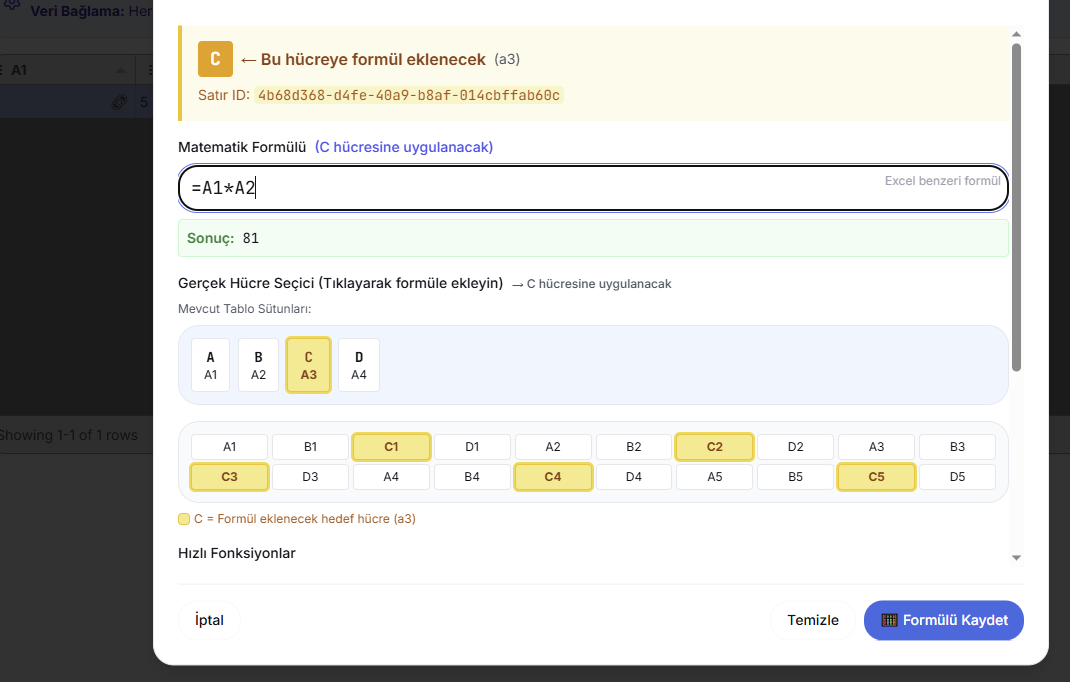 Veri Bağlama: Her
A1
5
Showing 1-1 of 1 rows
C ← Bu hücreye formül eklenecek (a3)
Satır ID: 4b68d368-d4fe-40a9-b8af-014cbffab60c
Matematik Formülü (C hücresine uygulanacak)
=A1*A2
Excel benzeri formül
Sonuç: 81
Gerçek Hücre Seçici (Tıklayarak formüle ekleyin) → C hücresine uygulanacak
Mevcut Tablo Sütunları:
A B C D
A1 A2 A3 A4
A1 B1 C1 D1 A2 B2 C2 D2 A3 B3
C3 D3 A4 B4 C4 D4 A5 B5 C5 D5
C = Formül eklenecek hedef hücre (a3)
Hızlı Fonksiyonlar
İptal
Temizle
Formülü Kaydet